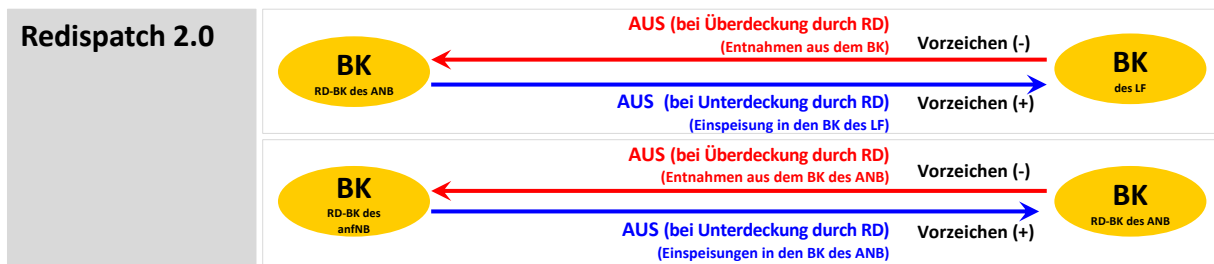 Redispatch 2.0
AUS (bei Überdeckung durch RD)
(Entnahmen aus dem BK)
Vorzeichen (-)
BK
RD-BK des ANB
BK
des LF
AUS (bei Unterdeckung durch RD)
Vorzeichen (+)
(Einspeisung in den BK des LF)
AUS (bei Überdeckung durch RD)
(Entnahmen aus dem BK des ANB)
Vorzeichen (-)
BK
RD-BK des
anfNB
BK
RD-BK des ANB
AUS (bei Unterdeckung durch RD)
Vorzeichen (+)
(Einspeisungen in den BK des ANB)